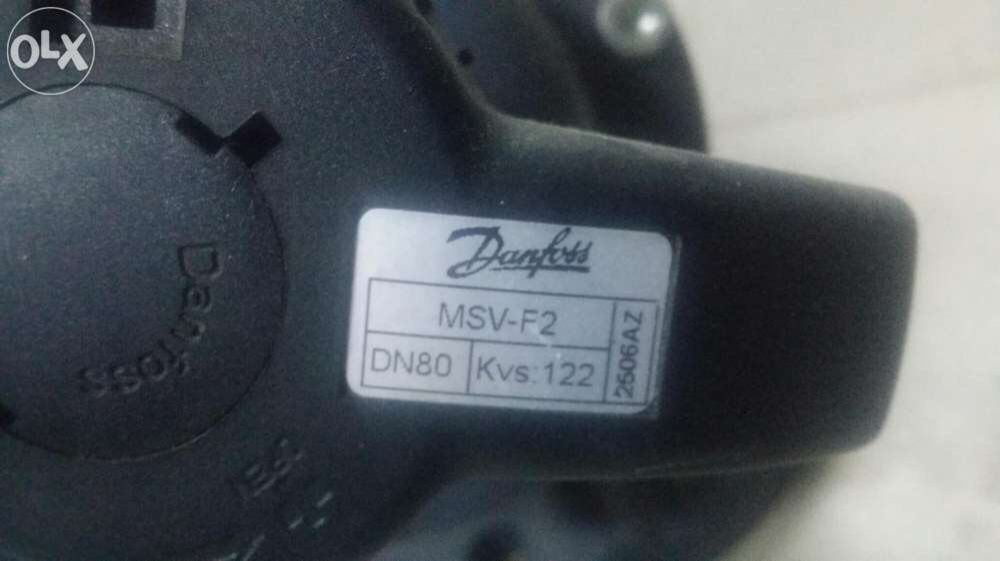 OLX
Danfoss
MSV-F2
DN80
Kvs:122
2506AZ
Danfoss